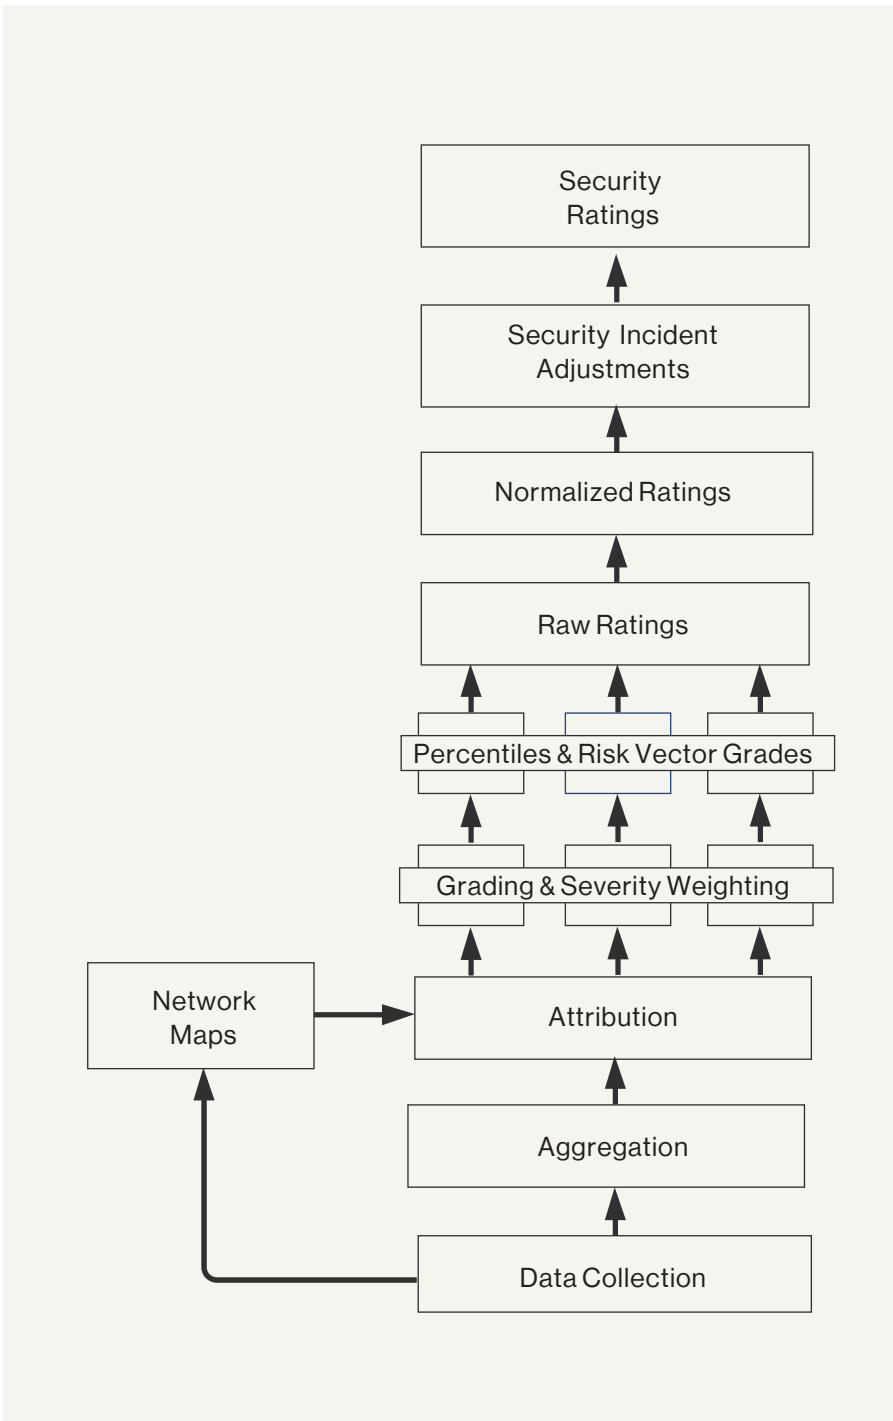 Security
Ratings
Security Incident
Adjustments
Normalized Ratings
Raw Ratings
Percentiles & Risk Vector Grades
Grading & Severity Weighting
Network
Maps
Attribution
Aggregation
Data Collection